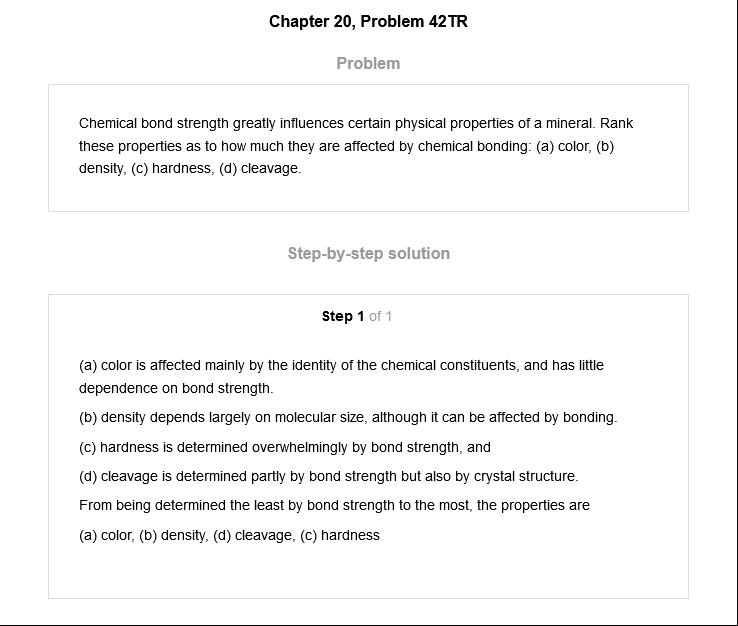 Chapter 20, Problem 42TR
Problem
Chemical bond strength greatly influences certain physical properties of a mineral. Rank
these properties as to how much they are affected by chemical bonding: (a) color, (b)
density, (c) hardness, (d) cleavage.
Step-by-step solution
Step 1 of 1
(a) color is affected mainly by the identity of the chemical constituents, and has little
dependence on bond strength.
(b) density depends largely on molecular size, although it can be affected by bonding.
(c) hardness is determined overwhelmingly by bond strength, and
(d) cleavage is determined partly by bond strength but also by crystal structure.
From being determined the least by bond strength to the most, the properties are
(a) color, (b) density, (d) cleavage, (c) hardness